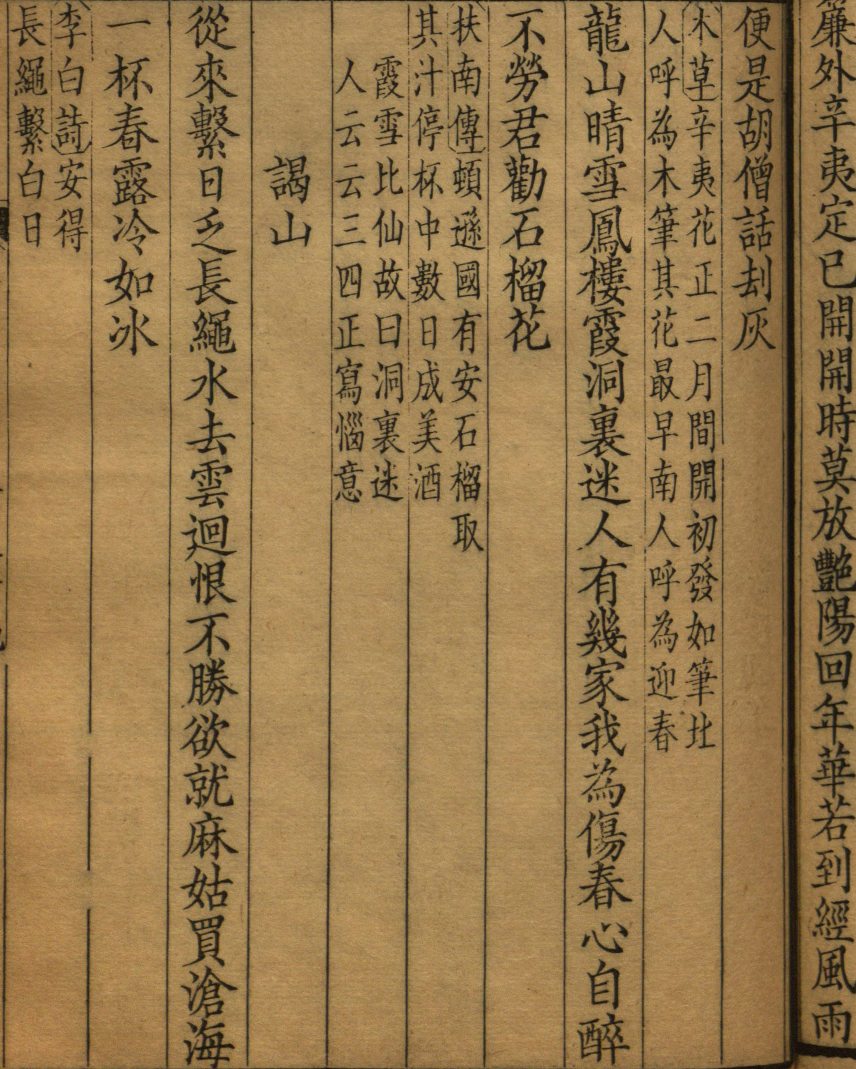 簾外辛夷定已開開時莫放艷陽回年華若到經風雨
便是胡僧話刦灰
木草辛夷花正二月間開初發如筆北
人呼為木筆其花最早南人呼為迎春
龍山晴雪鳳樓霞洞裏迷人有幾家我為傷春心自醉
不勞君勸石榴花
扶南傳頓遜國有安石榴取
其汁停杯中數日成美酒
霞雪比仙故曰洞裏迷
人云云三四正寫惱意
謁山
從來繫日乏長繩水去雲迴恨不勝欲就麻姑買滄海
一杯春露冷如冰
李白詩安得
長繩繫白日